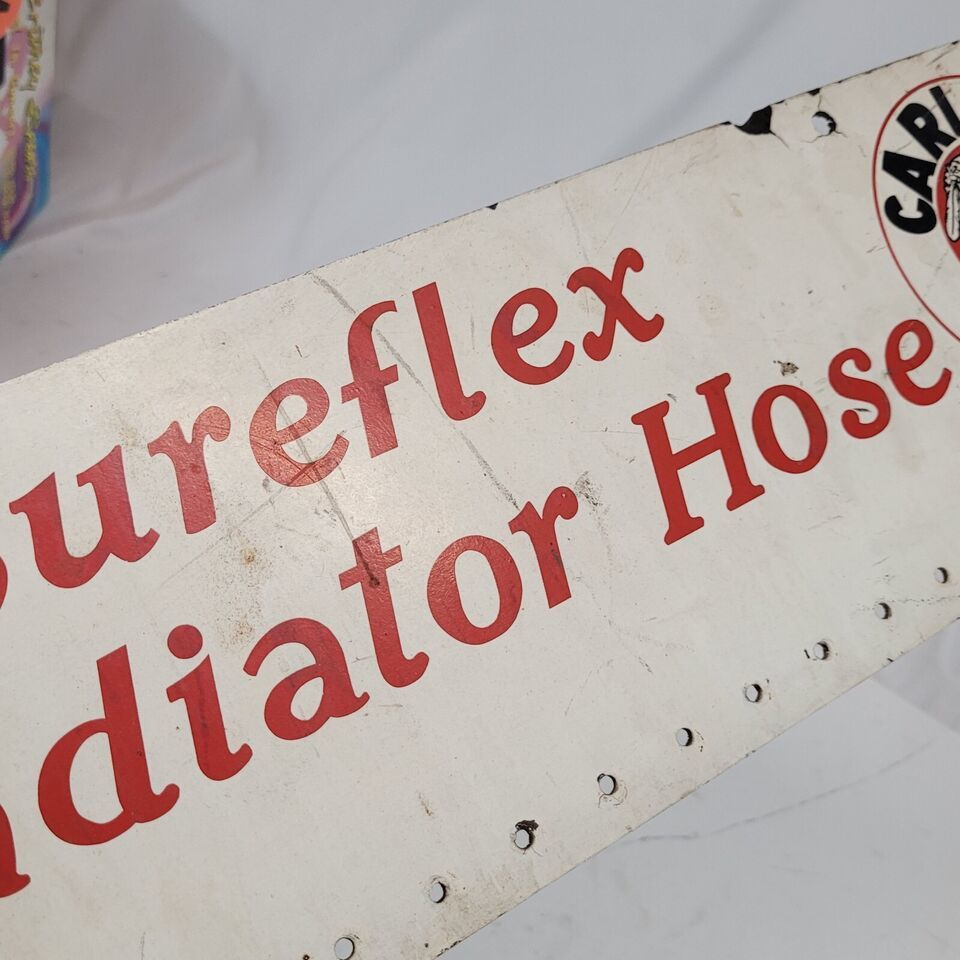 ureflex
diator Hose
CARL